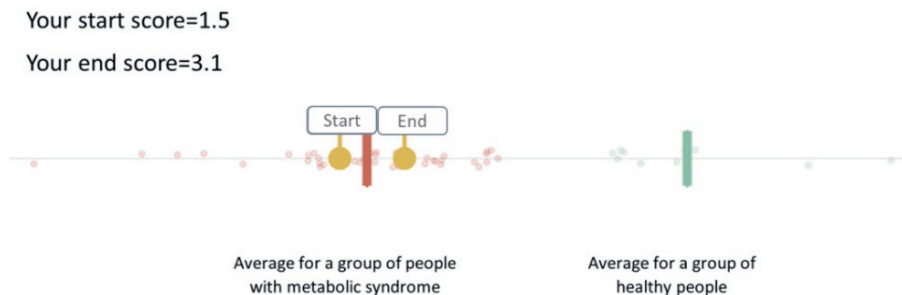 Your start score=1.5
Your end score=3.1
Start
End
Average for a group of people
with metabolic syndrome
Average for a group of
healthy people